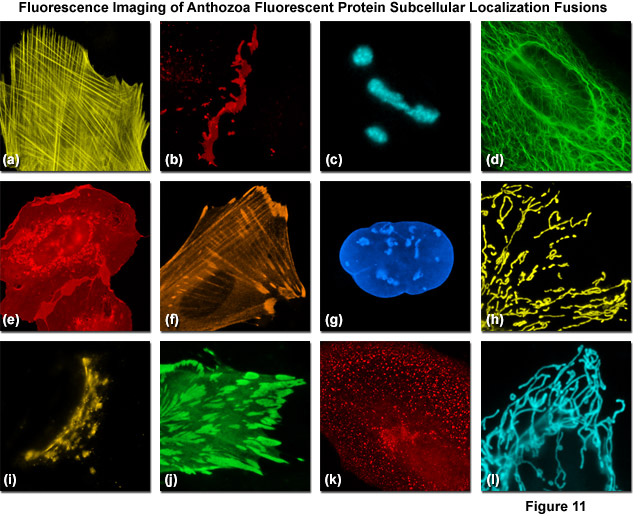 Fluorescence Imaging of Anthozoa Fluorescent Protein Subcellular Localization Fusions
(a) (b) (c) (d)
(e) (f) (g) (h)
(i) (j) (k) (l)
Figure 11